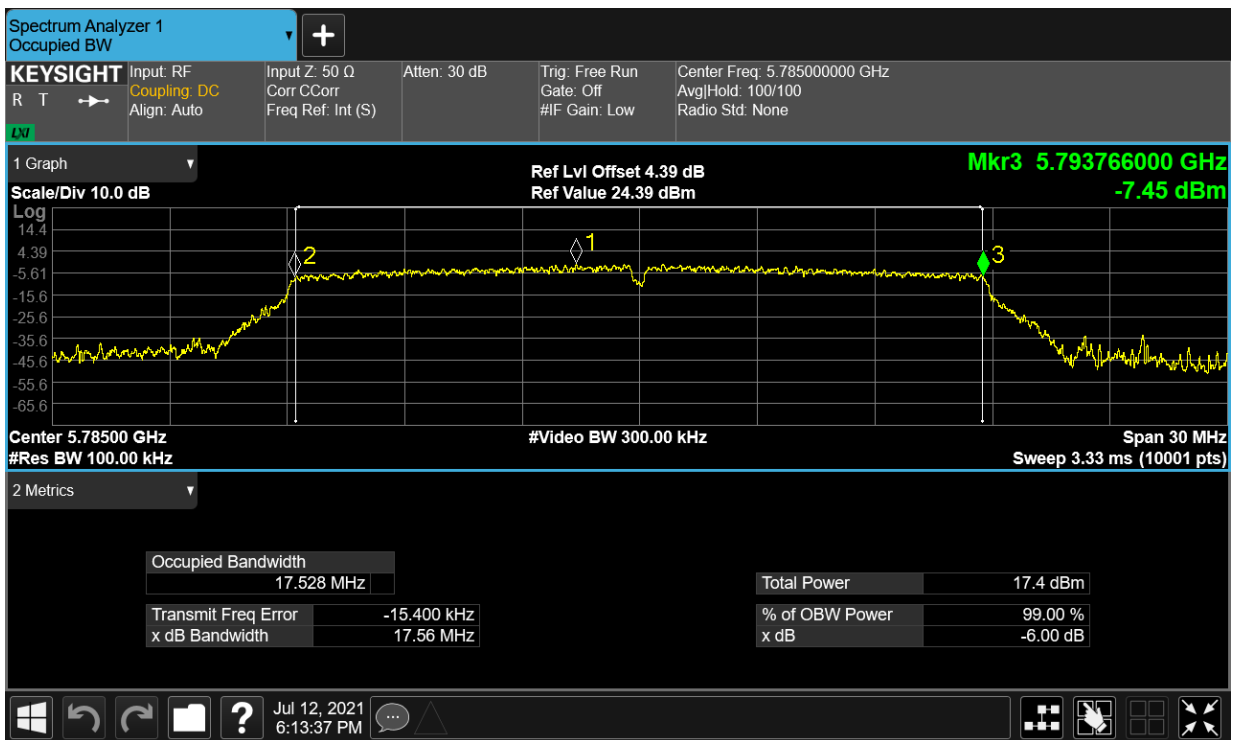 Spectrum Analyzer 1
Occupied BW
▼
+
KEYSIGHT
R T
LXI
Input: RF
Coupling: DC
Align: Auto
Input Z: 50 Ω
Corr CCorr
Freq Ref: Int (S)
Atten: 30 dB
Trig: Free Run
Gate: Off
#IF Gain: Low
Center Freq: 5.785000000 GHz
Avg|Hold: 100/100
Radio Std: None
1 Graph ▼
Scale/Div 10.0 dB
Ref Lvl Offset 4.39 dB
Ref Value 24.39 dBm
Mkr3 5.793766000 GHz
-7.45 dBm
Log
14.4
4.39
-5.61
-15.6
-25.6
-35.6
-45.6
-55.6
-65.6
2
1
3
Center 5.78500 GHz
#Res BW 100.00 kHz
#Video BW 300.00 kHz
Span 30 MHz
Sweep 3.33 ms (10001 pts)
2 Metrics ▼
Occupied Bandwidth
17.528 MHz
Transmit Freq Error -15.400 kHz
x dB Bandwidth 17.56 MHz
Total Power 17.4 dBm
% of OBW Power 99.00 %
x dB -6.00 dB
?
Jul 12, 2021
6:13:37 PM